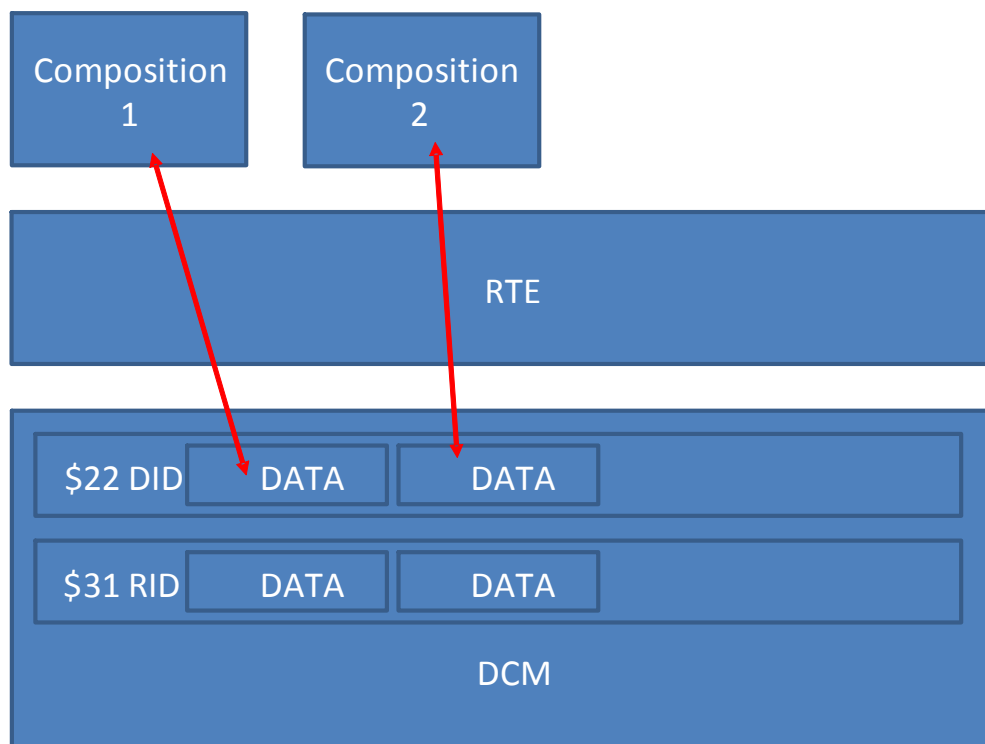 Composition
1
Composition
2
RTE
$22 DID DATA DATA
$31 RID DATA DATA
DCM